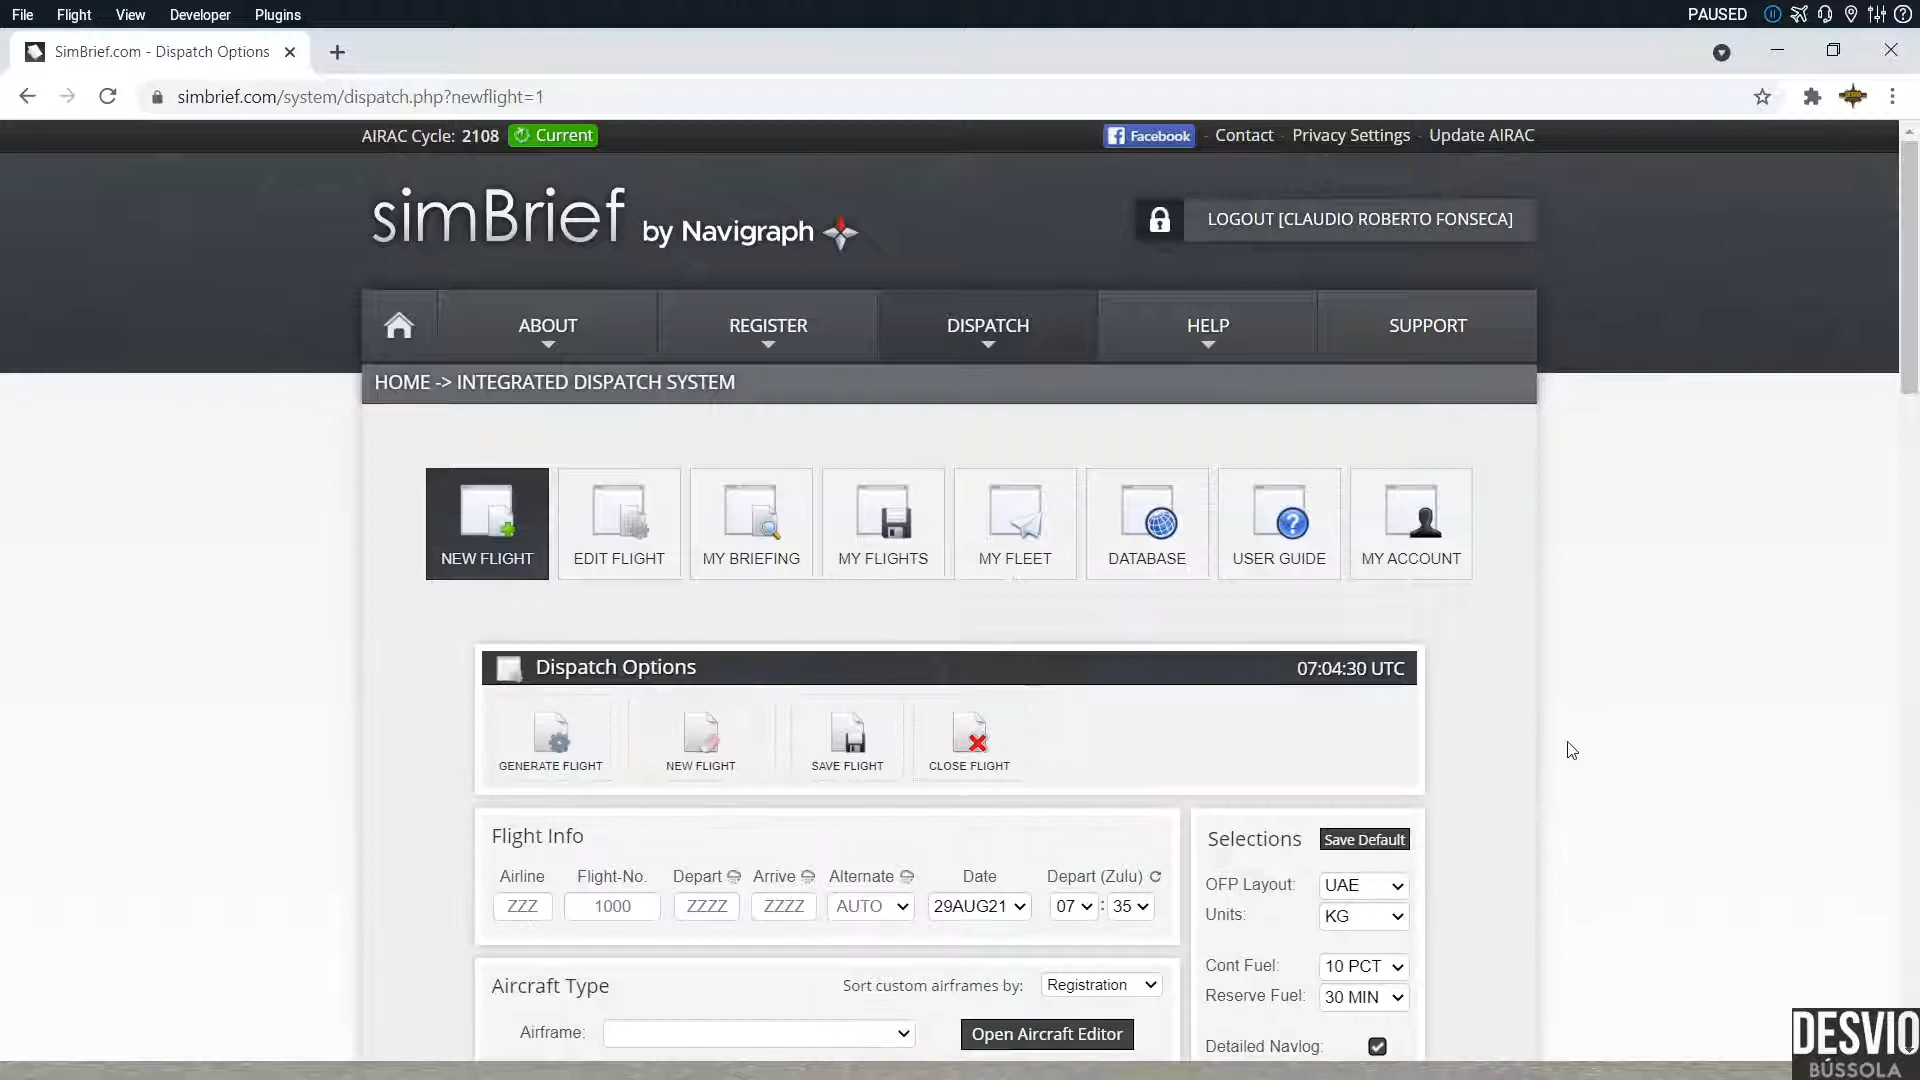 File Flight View Developer Plugins PAUSED
SimBrief.com - Dispatch Options
simbrief.com/system/dispatch.php?newflight=1
AIRAC Cycle: 2108 Current Facebook - Contact - Privacy Settings - Update AIRAC
simBrief by Navigraph
LOGOUT [CLAUDIO ROBERTO FONSECA]
ABOUT REGISTER DISPATCH HELP SUPPORT
HOME -> INTEGRATED DISPATCH SYSTEM
NEW FLIGHT EDIT FLIGHT MY BRIEFING MY FLIGHTS MY FLEET DATABASE USER GUIDE MY ACCOUNT
Dispatch Options 07:04:30 UTC
GENERATE FLIGHT NEW FLIGHT SAVE FLIGHT CLOSE FLIGHT
Flight Info
Airline Flight-No. Depart Arrive Alternate Date Depart (Zulu)
ZZZ 1000 ZZZZ ZZZZ AUTO 29AUG21 07 : 35
Selections Save Default
OFP Layout: UAE
Units: KG
Cont Fuel: 10 PCT
Reserve Fuel: 30 MIN
Detailed Navlog:
Aircraft Type Sort custom airframes by: Registration
Airframe: Open Aircraft Editor
DESVIO
BÚSSOLA